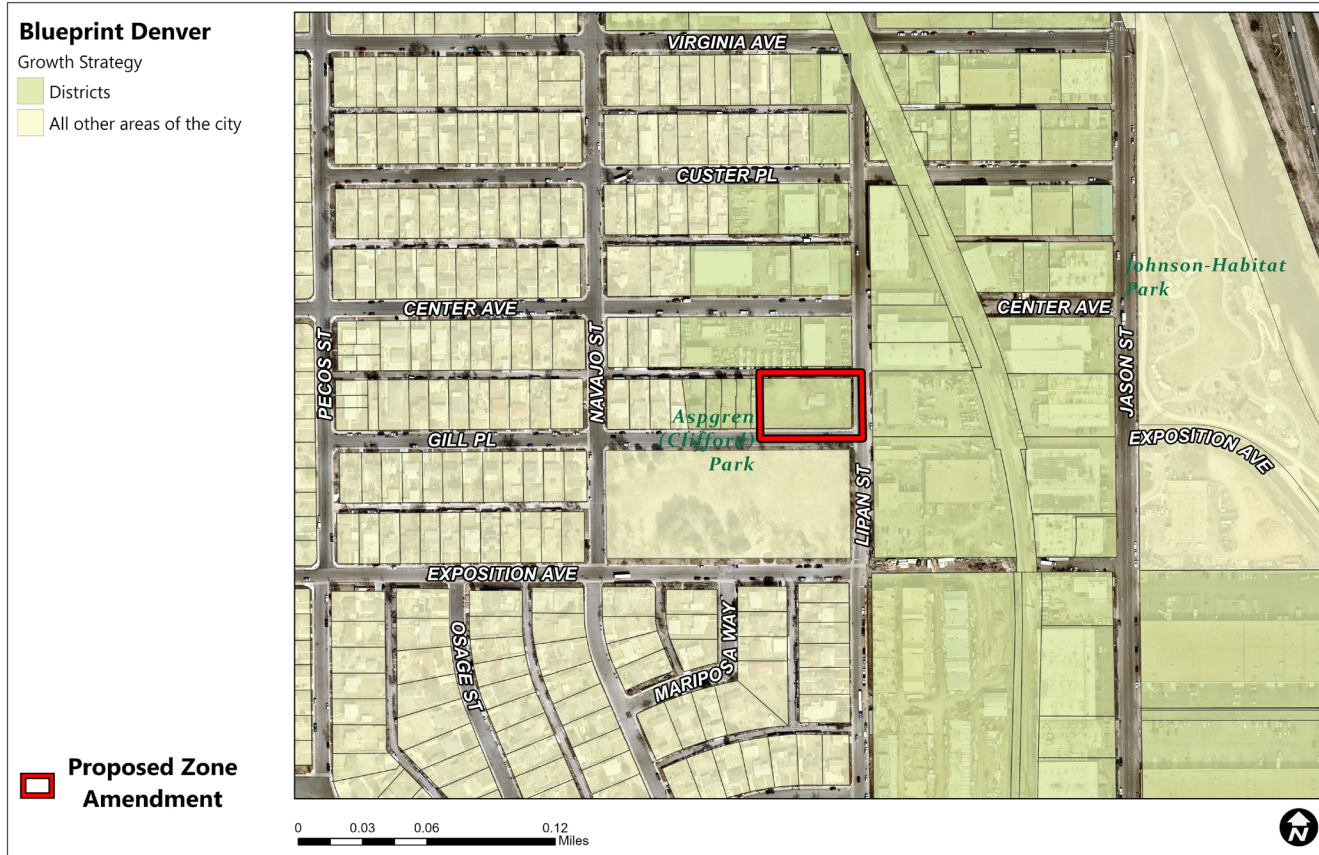 Blueprint Denver
Growth Strategy
Districts
All other areas of the city
VIRGINIA AVE
CUSTER PL
Johnson-Habitat
Park
CENTER AVE
CENTER AVE
PECOS ST
NAVAJO ST
JASON ST
Aspgren
(Clifford)
Park
GILL PL
EXPOSITION AVE
LIPAN ST
EXPOSITION AVE
OSAGE ST
MARIPOSA WAY
Proposed Zone
Amendment
0 0.03 0.06 0.12
Miles
N